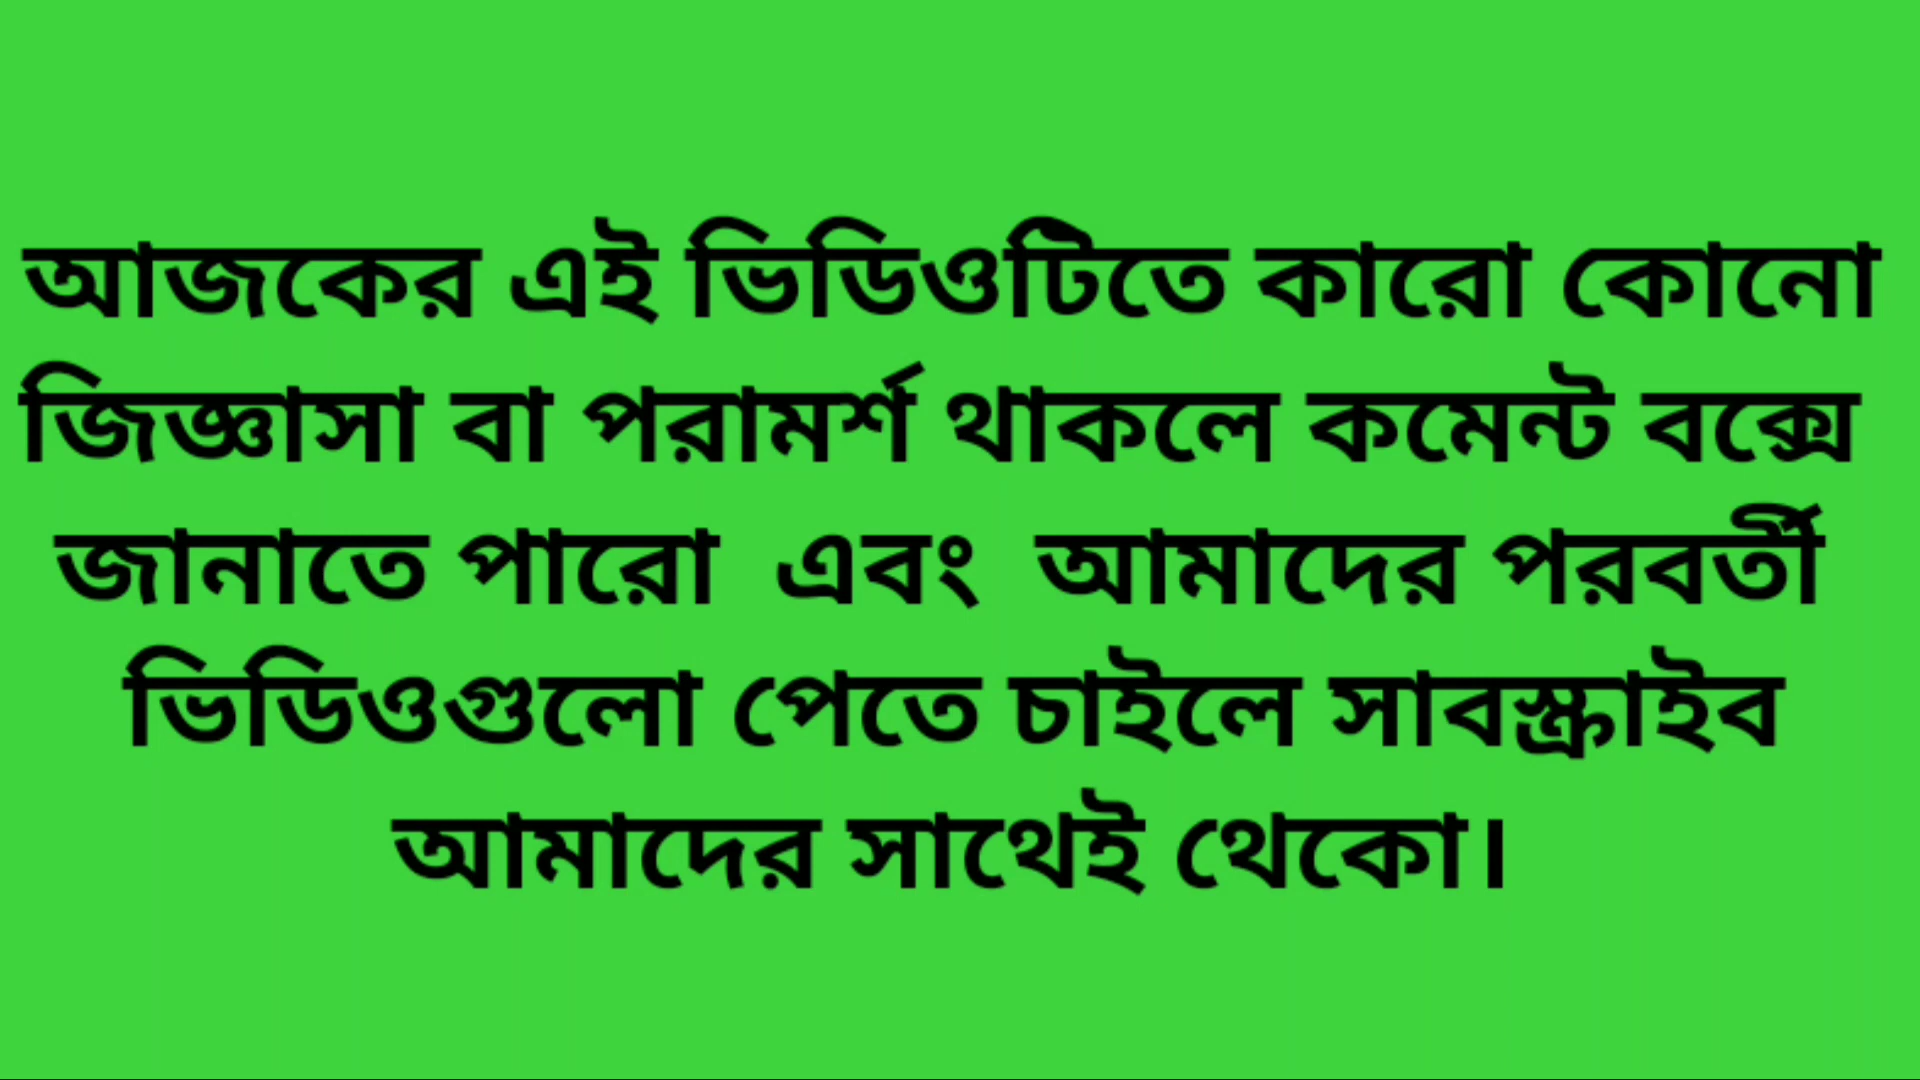 আজকের এই ভিডিওটিতে কারো কোনো
জিজ্ঞাসা বা পরামর্শ থাকলে কমেন্ট বক্সে
জানাতে পারো এবং আমাদের পরবর্তী
ভিডিওগুলো পেতে চাইলে সাবস্ক্রাইব
আমাদের সাথেই থেকো।